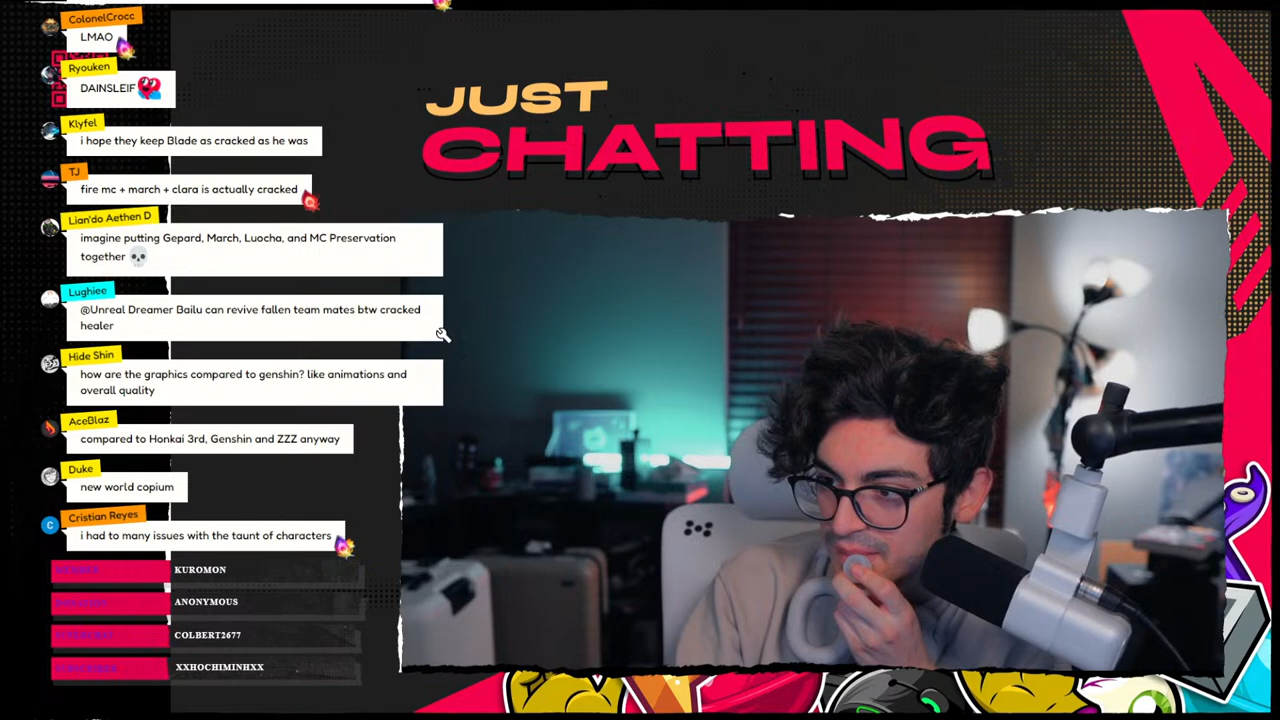 ColonelCrocc
LMAO
Ryouken
DAINSLEIF
Klyfel
i hope they keep Blade as cracked as he was
TJ
fire mc + march + clara is actually cracked
Lian'do Aethen D
imagine putting Gepard, March, Luocha, and MC Preservation
together
Lughiee
@Unreal Dreamer Bailu can revive fallen team mates btw cracked
healer
Hide Shin
how are the graphics compared to genshin? like animations and
overall quality
AceBlaz
compared to Honkai 3rd, Genshin and ZZZ anyway
Duke
new world copium
Cristian Reyes
C
i had to many issues with the taunt of characters
KUROMON
ANONYMOUS
COLBERT2677
XXHOCHIMINHXX
JUST
CHATTING